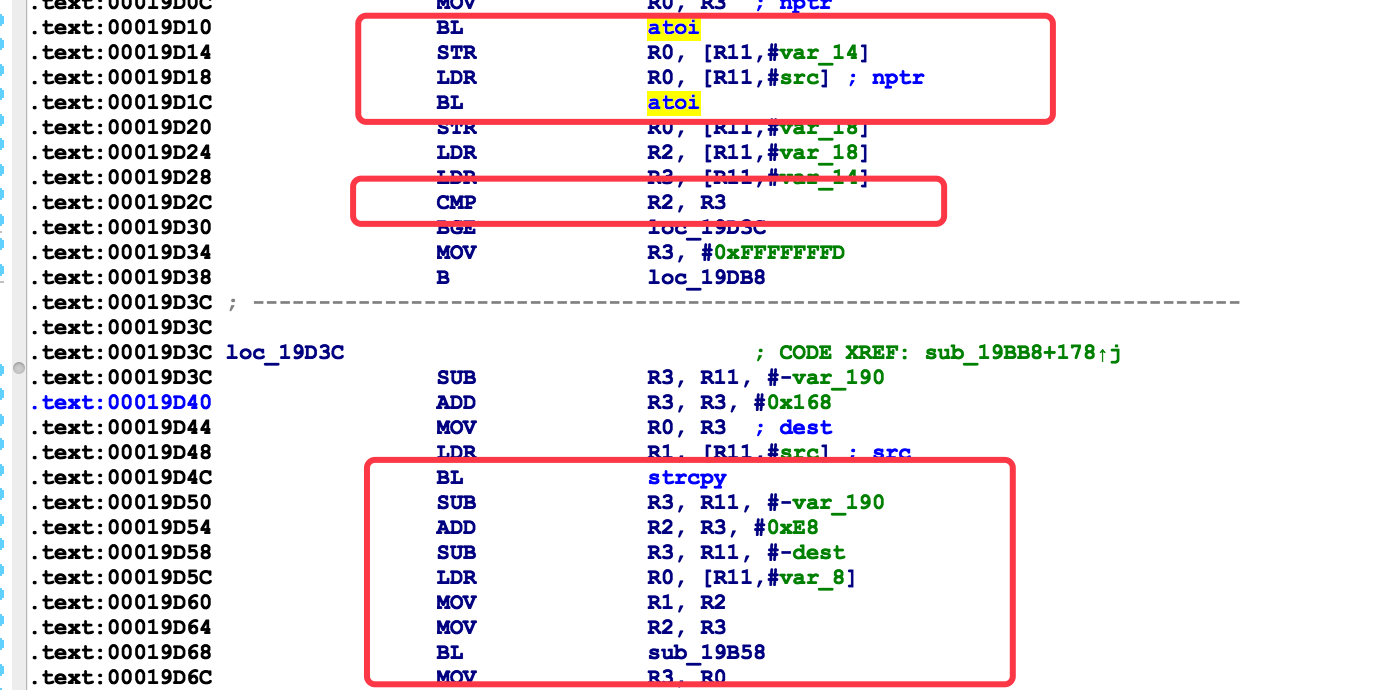 .text:00019D0C MOV R0, R3 ; nptr
.text:00019D10 BL atoi
.text:00019D14 STR R0, [R11,#var_14]
.text:00019D18 LDR R0, [R11,#src] ; nptr
.text:00019D1C BL atoi
.text:00019D20 STR R0, [R11,#var_18]
.text:00019D24 LDR R2, [R11,#var_18]
.text:00019D28 LDR R3, [R11,#var_14]
.text:00019D2C CMP R2, R3
.text:00019D30 BGE loc_19D3C
.text:00019D34 MOV R3, #0xFFFFFFFD
.text:00019D38 B loc_19DB8
.text:00019D3C ; ---------------------------------------------------------------------------
.text:00019D3C
.text:00019D3C loc_19D3C ; CODE XREF: sub_19BB8+178↑j
.text:00019D3C SUB R3, R11, #-var_190
.text:00019D40 ADD R3, R3, #0x168
.text:00019D44 MOV R0, R3 ; dest
.text:00019D48 LDR R1, [R11,#src] ; src
.text:00019D4C BL strcpy
.text:00019D50 SUB R3, R11, #-var_190
.text:00019D54 ADD R2, R3, #0xE8
.text:00019D58 SUB R3, R11, #-dest
.text:00019D5C LDR R0, [R11,#var_8]
.text:00019D60 MOV R1, R2
.text:00019D64 MOV R2, R3
.text:00019D68 BL sub_19B58
.text:00019D6C MOV R3, R0